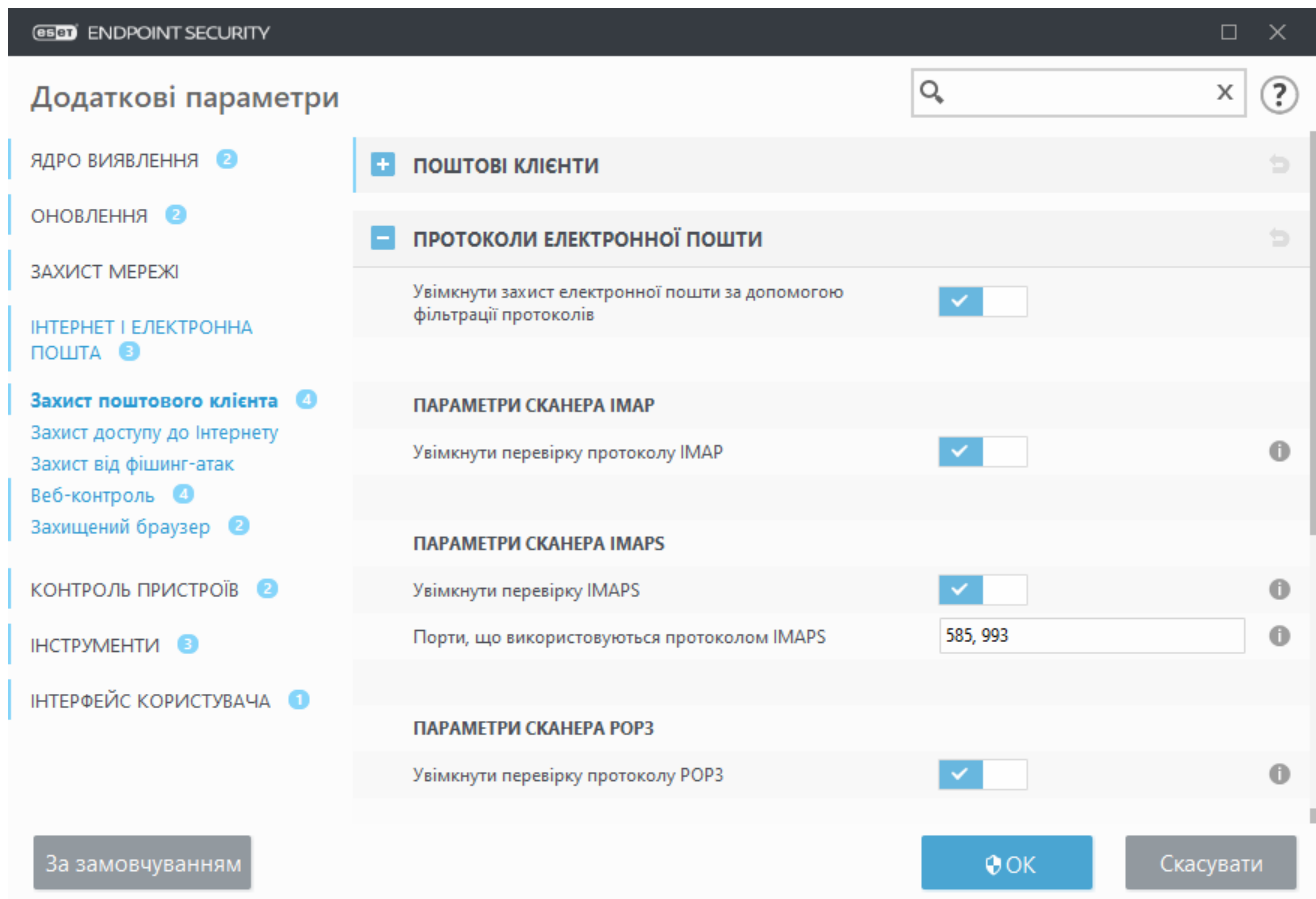 eset ENDPOINT SECURITY
Додаткові параметри
x
?
ЯДРО ВИЯВЛЕННЯ 2
ОНОВЛЕННЯ 2
ЗАХИСТ МЕРЕЖІ
ІНТЕРНЕТ І ЕЛЕКТРОННА
ПОШТА 3
Захист поштового клієнта 4
Захист доступу до Інтернету
Захист від фішинг-атак
Веб-контроль 4
Захищений браузер 2
КОНТРОЛЬ ПРИСТРОЇВ 2
ІНСТРУМЕНТИ 3
ІНТЕРФЕЙС КОРИСТУВАЧА 1
ПОШТОВІ КЛІЄНТИ
ПРОТОКОЛИ ЕЛЕКТРОННОЇ ПОШТИ
Увімкнути захист електронної пошти за допомогою
фільтрації протоколів
ПАРАМЕТРИ СКАНЕРА IMAP
Увімкнути перевірку протоколу IMAP
ПАРАМЕТРИ СКАНЕРА IMAPS
Увімкнути перевірку IMAPS
Порти, що використовуються протоколом IMAPS 585, 993
ПАРАМЕТРИ СКАНЕРА POP3
Увімкнути перевірку протоколу POP3
За замовчуванням
OK
Скасувати